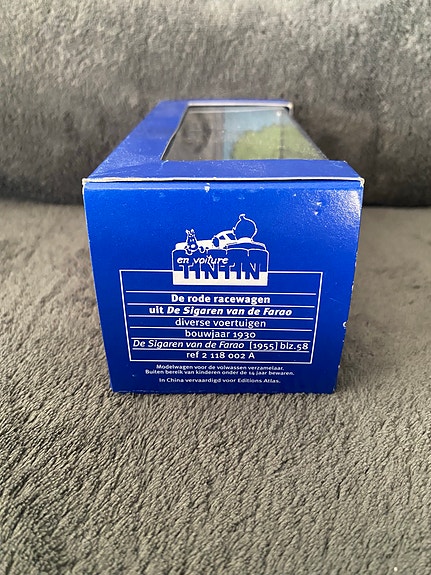 en voiture
TINTIN
De rode racewagen
uit De Sigaren van de Farao
diverse voertuigen
bouwjaar 1930
De Sigaren van de Farao [1955] blz.58
ref 2 118 002 A
Modelwagen voor de volwassen verzamelaar.
Buiten bereik van kinderen onder de 14 jaar bewaren.
In China vervaardigd voor Editions Atlas.